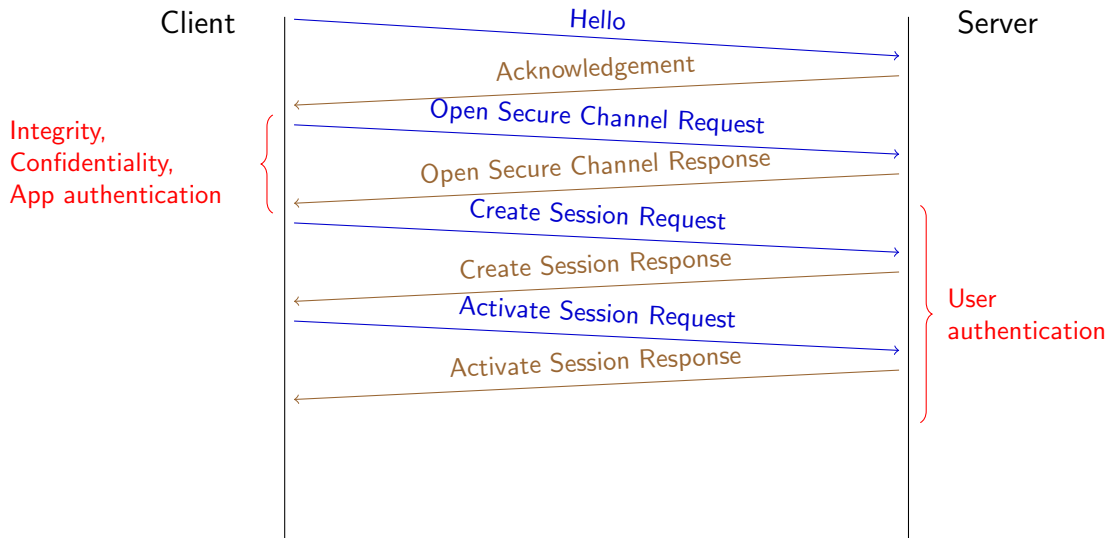 Client
Server
Hello
Acknowledgement
Open Secure Channel Request
Integrity,
Confidentiality,
App authentication
Open Secure Channel Response
Create Session Request
Create Session Response
Activate Session Request
User
authentication
Activate Session Response